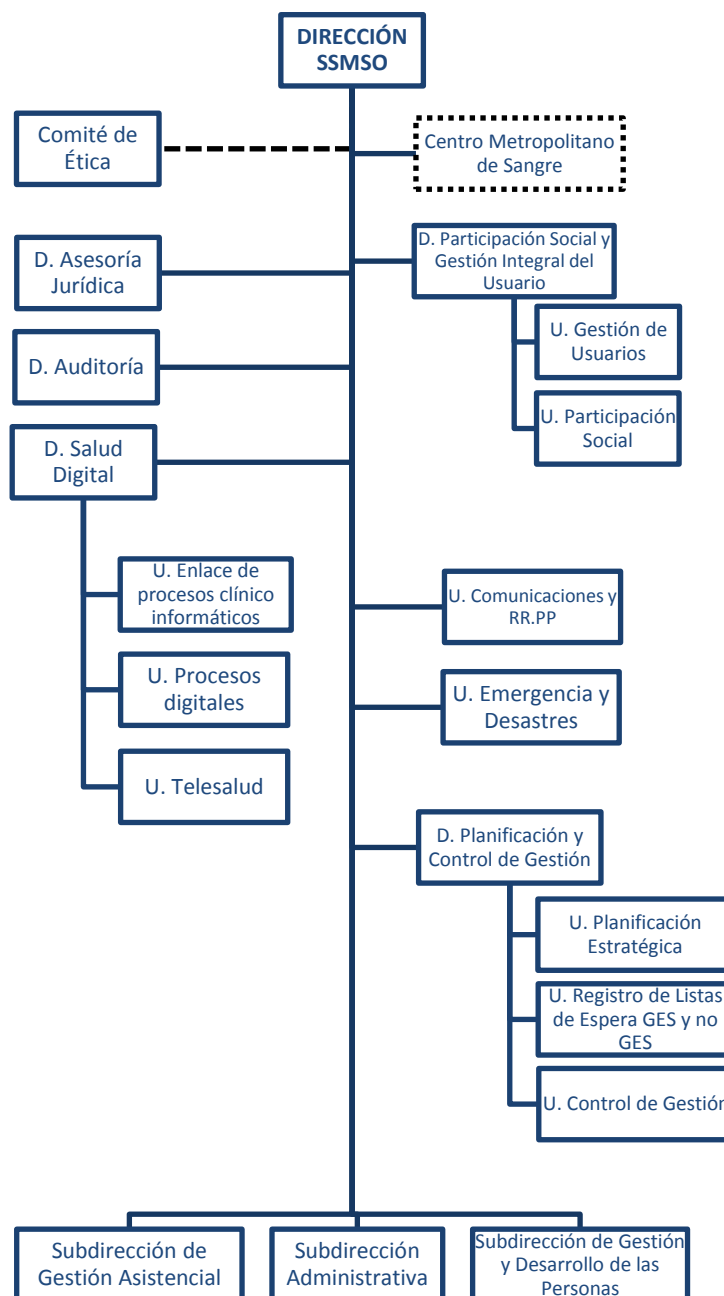 DIRECCIÓN
SSMSO
Comité de
Ética
Centro Metropolitano
de Sangre
D. Asesoría
Jurídica
D. Participación Social y
Gestión Integral del
Usuario
U. Gestión de
Usuarios
D. Auditoría
U. Participación
Social
D. Salud
Digital
U. Enlace de
procesos clínico
informáticos
U. Comunicaciones y
RR.PP
U. Procesos
digitales
U. Emergencia y
Desastres
U. Telesalud
D. Planificación y
Control de Gestión
U. Planificación
Estratégica
U. Registro de Listas
de Espera GES y no
GES
U. Control de Gestión
Subdirección de
Gestión Asistencial
Subdirección
Administrativa
Subdirección de Gestión
y Desarrollo de las
Personas